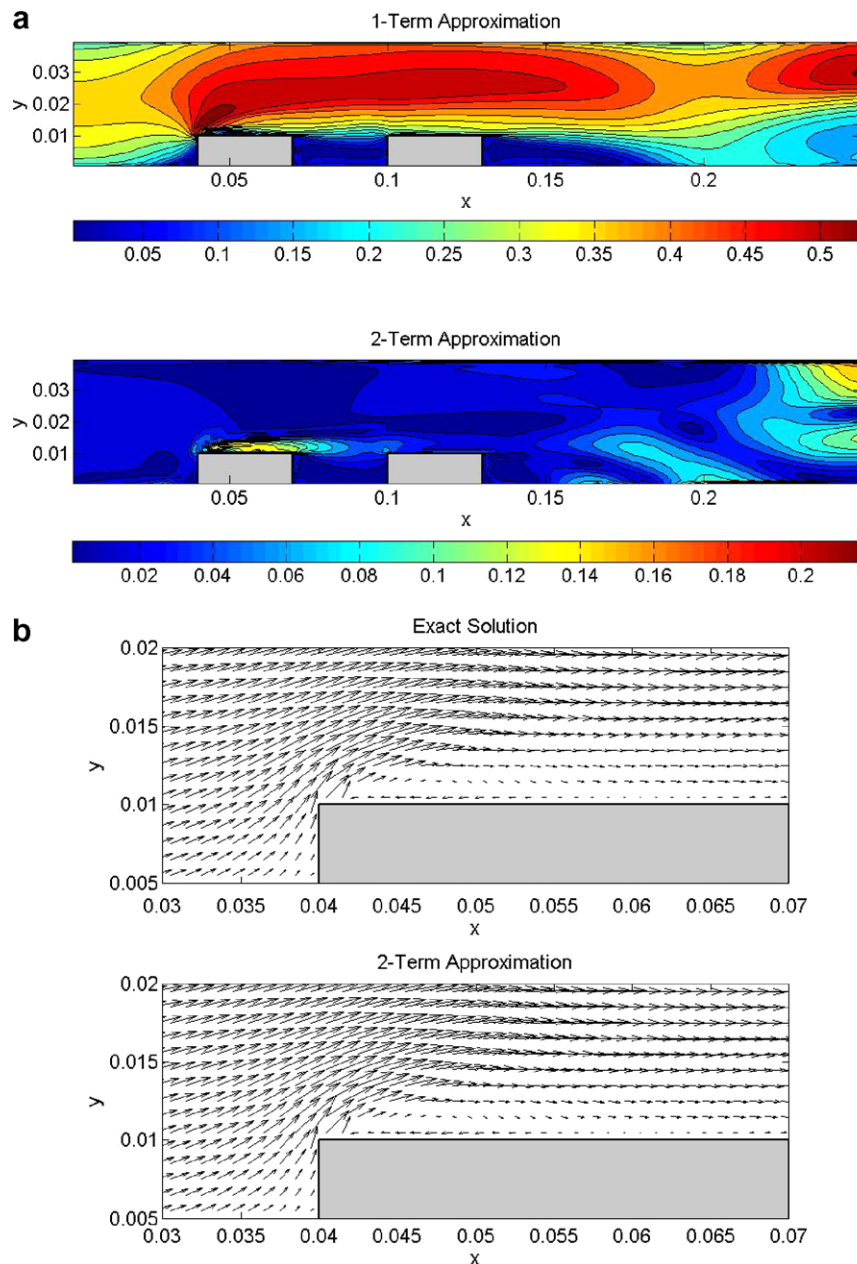 a
1-Term Approximation
y
0.03
0.02
0.01
0.05 0.1 0.15 0.2
x
0.05 0.1 0.15 0.2 0.25 0.3 0.35 0.4 0.45 0.5
2-Term Approximation
y
0.03
0.02
0.01
0.05 0.1 0.15 0.2
x
0.02 0.04 0.06 0.08 0.1 0.12 0.14 0.16 0.18 0.2
b
Exact Solution
y
0.02
0.015
0.01
0.005
0.03 0.035 0.04 0.045 0.05 0.055 0.06 0.065 0.07
x
2-Term Approximation
y
0.02
0.015
0.01
0.005
0.03 0.035 0.04 0.045 0.05 0.055 0.06 0.065 0.07
x